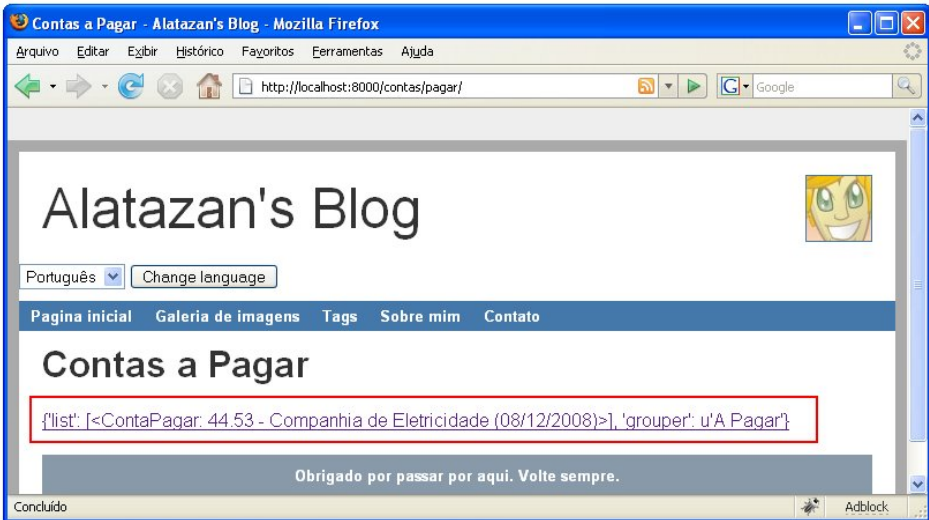 Contas a Pagar - Alatazan's Blog - Mozilla Firefox
Arquivo Editar Exibir Histórico Favoritos Ferramentas Ajuda
http://localhost:8000/contas/pagar/ G Google
Alatazan's Blog
Português Change language
Pagina inicial Galeria de imagens Tags Sobre mim Contato
Contas a Pagar
{'list': [<ContaPagar: 44.53 - Companhia de Eletricidade (08/12/2008)>], 'grouper': u'A Pagar'}
Obrigado por passar por aqui. Volte sempre.
Concluído Adblock